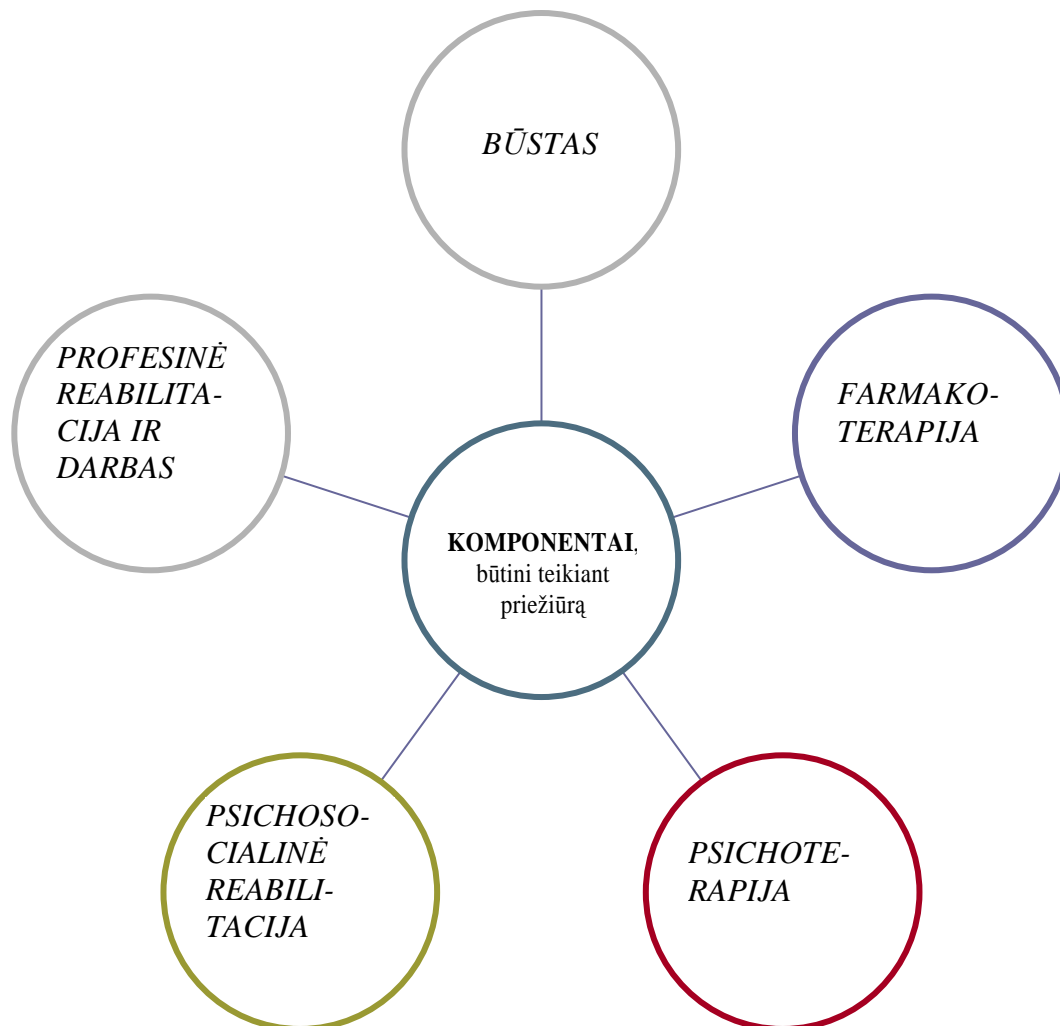 BŪSTAS
PROFESINĖ
REABILITA-
CIJA IR
DARBAS
FARMAKO-
TERAPIJA
KOMPONENTAI,
būtini teikiant
priežiūrą
PSICHOSO-
CIALINĖ
REABILI-
TACIJA
PSICHOTE-
RAPIJA